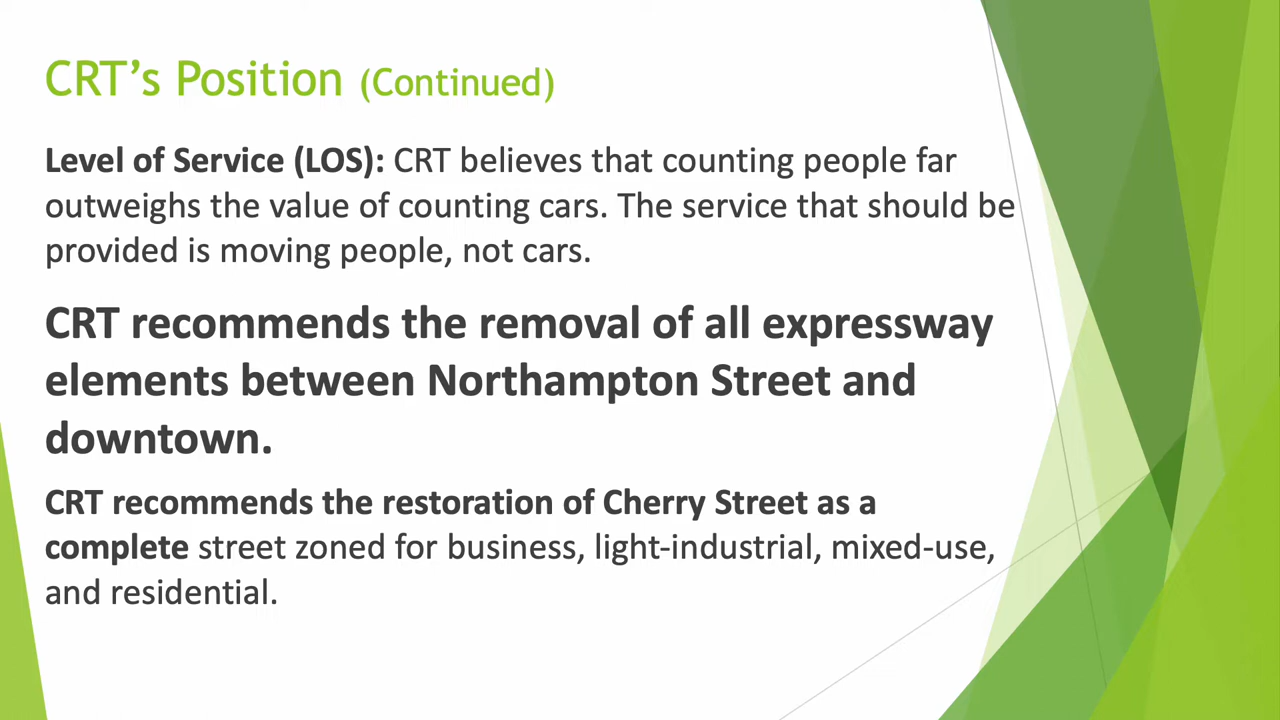 CRT’s Position (Continued)
Level of Service (LOS): CRT believes that counting people far
outweighs the value of counting cars. The service that should be
provided is moving people, not cars.
CRT recommends the removal of all expressway
elements between Northampton Street and
downtown.
CRT recommends the restoration of Cherry Street as a
complete street zoned for business, light-industrial, mixed-use,
and residential.